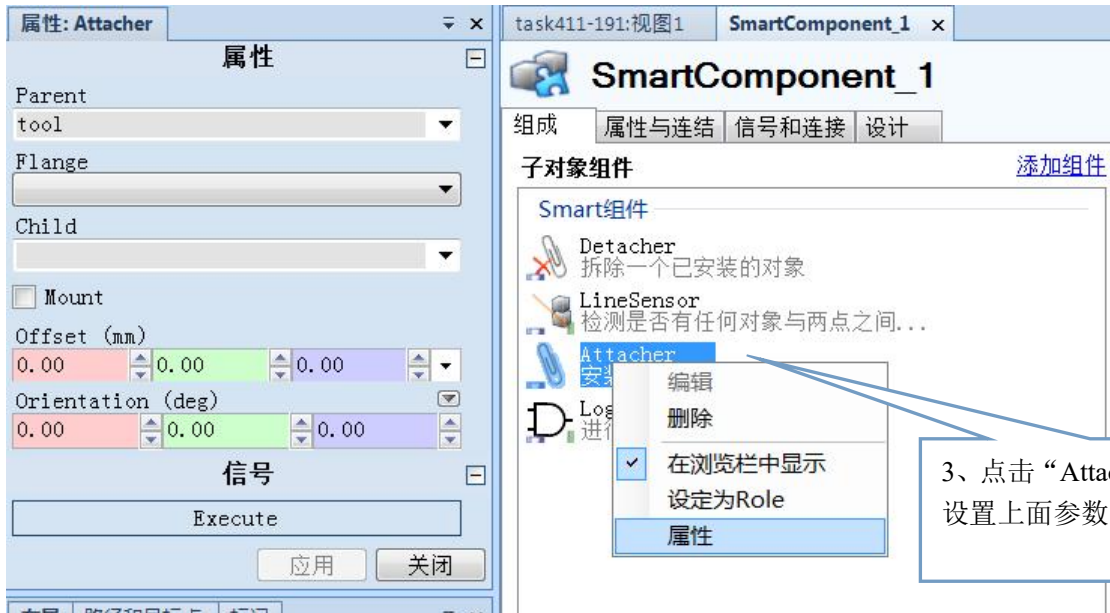 属性: Attacher
属性
Parent
tool
Flange
Child
Mount
Offset (mm)
0.00 0.00 0.00
Orientation (deg)
0.00 0.00 0.00
信号
Execute
应用 关闭
task411-191:视图1 SmartComponent_1
SmartComponent_1
组成 属性与连结 信号和连接 设计
子对象组件 添加组件
Smart组件
Detacher
拆除一个已安装的对象
LineSensor
检测是否有任何对象与两点之间...
Attacher
安
Log
进行
编辑
删除
在浏览栏中显示
设定为Role
属性
3、点击“Attac
设置上面参数